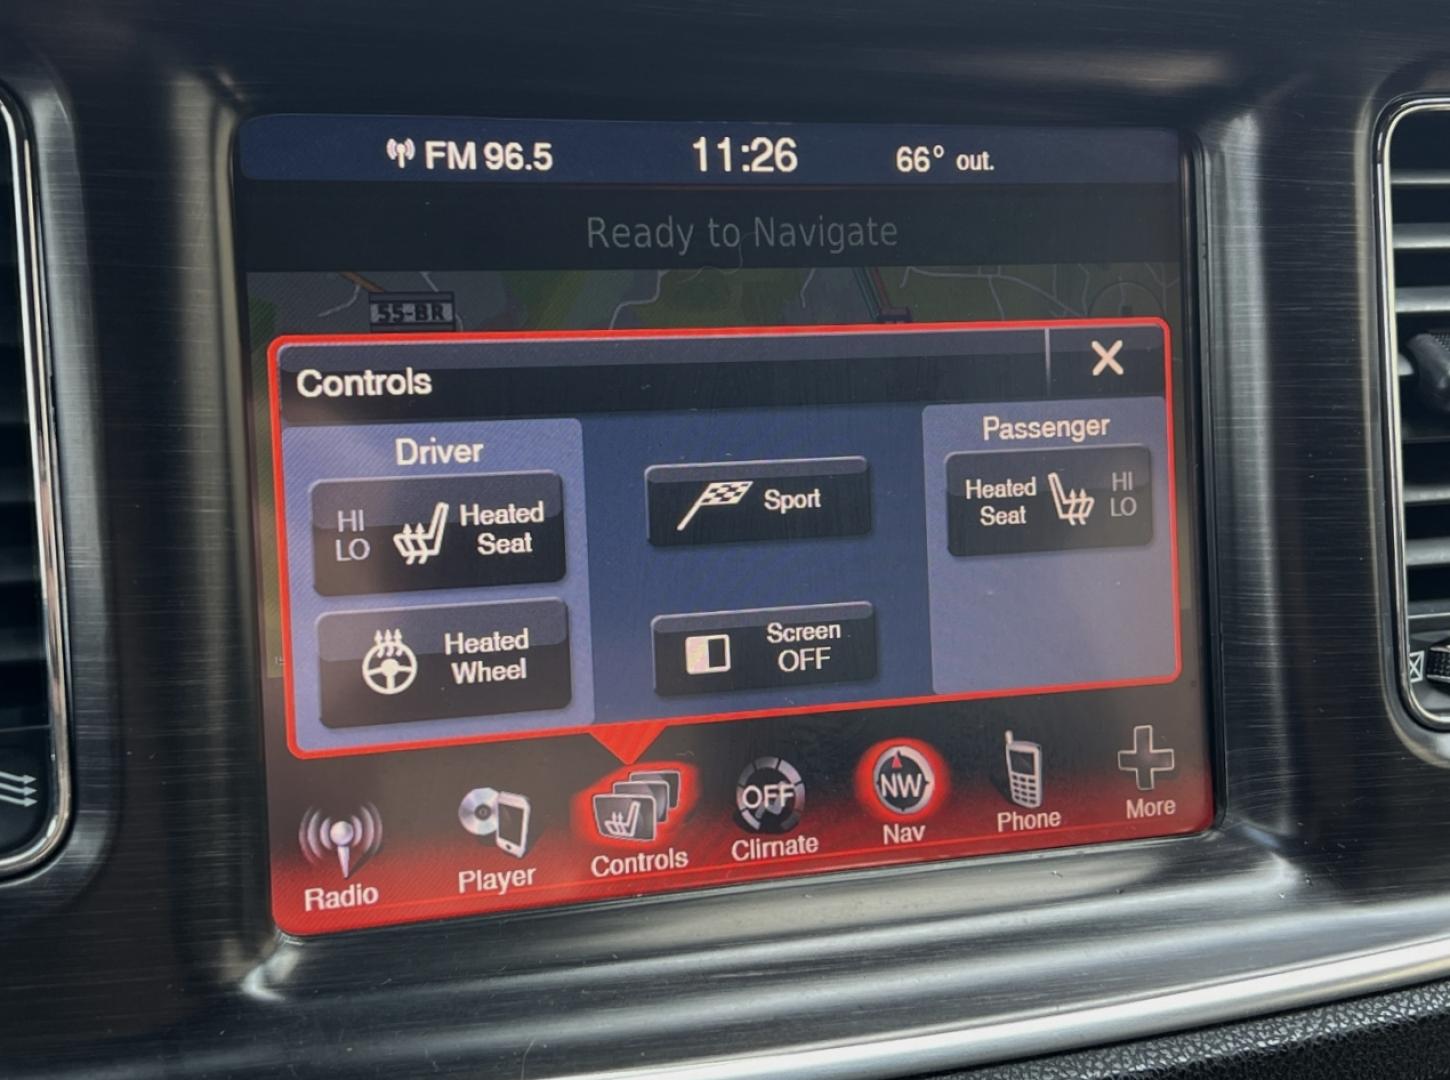 FM 96.5 11:26 66° out.
Ready to Navigate
55-BR
Controls X
Driver
HI
LO
Heated
Seat
Heated
Wheel
Sport
Screen
OFF
Passenger
Heated
Seat
HI
LO
Radio
Player
Controls
OFF
Climate
NW
Nav
Phone
More